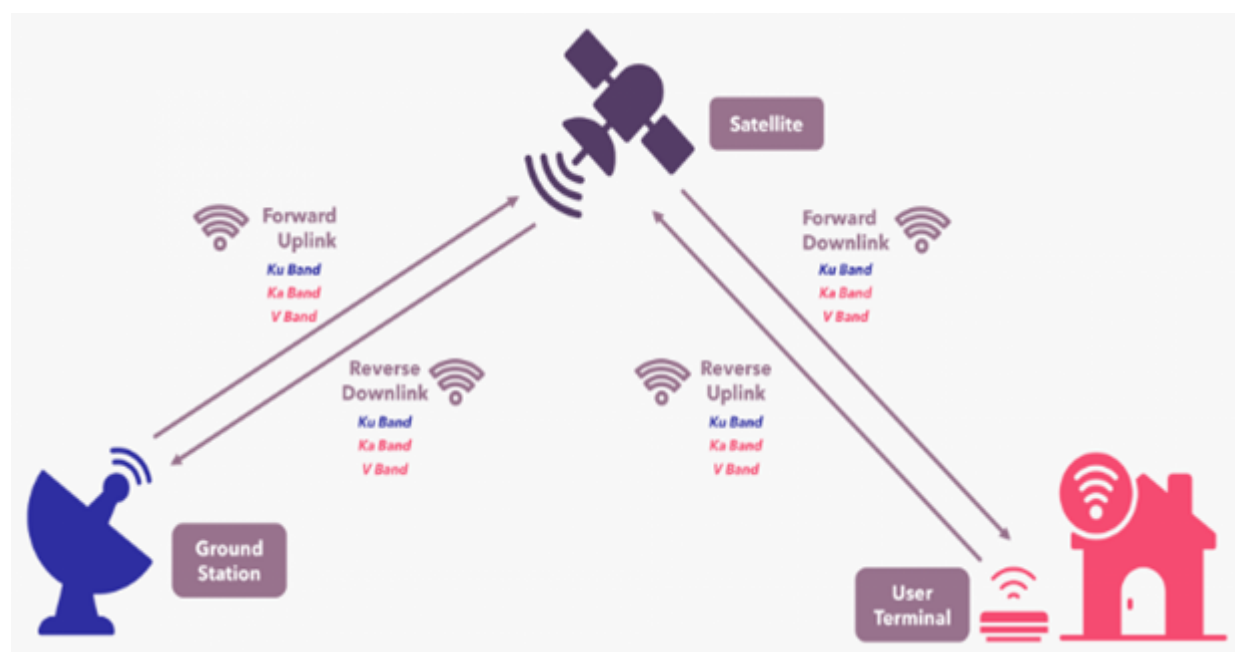 Satellite
Forward
Uplink
Ku Band
Ka Band
V Band
Forward
Downlink
Ku Band
Ka Band
V Band
Reverse
Downlink
Ku Band
Ka Band
V Band
Reverse
Uplink
Ku Band
Ka Band
V Band
Ground
Station
User
Terminal